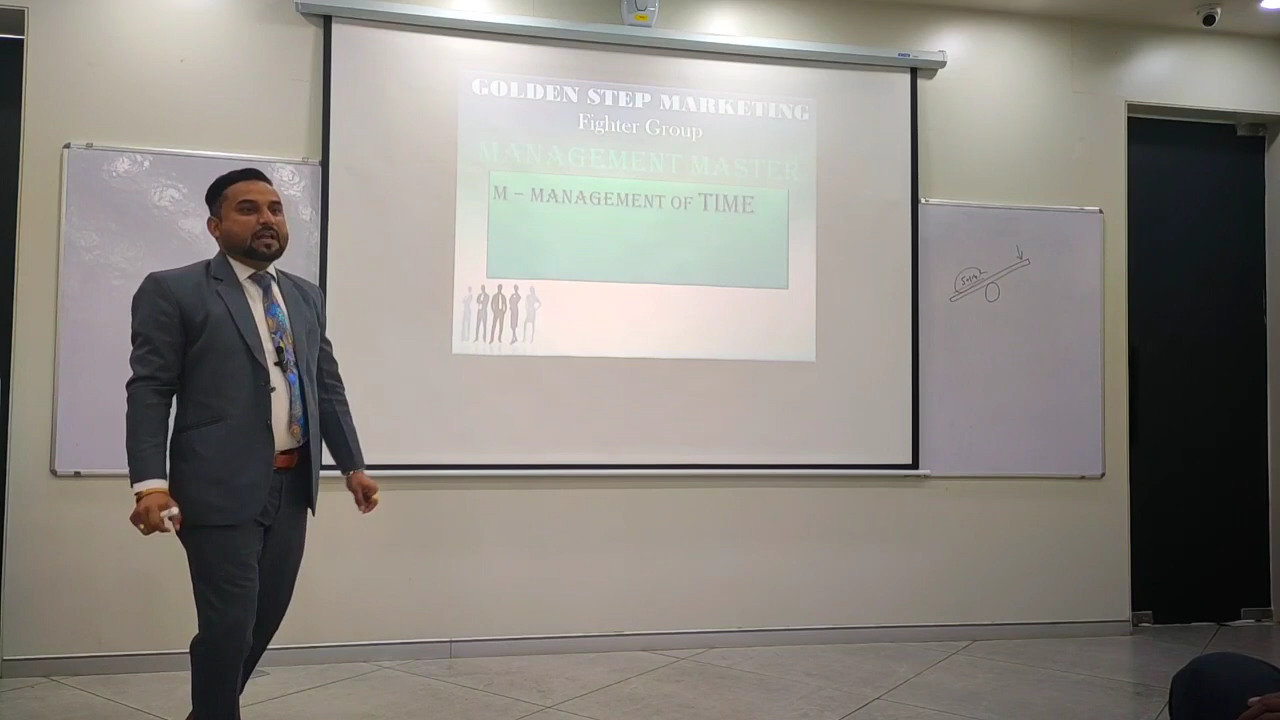 GOLDEN STEP MARKETING
Fighter Group
MANAGEMENT MASTER
M – MANAGEMENT OF TIME